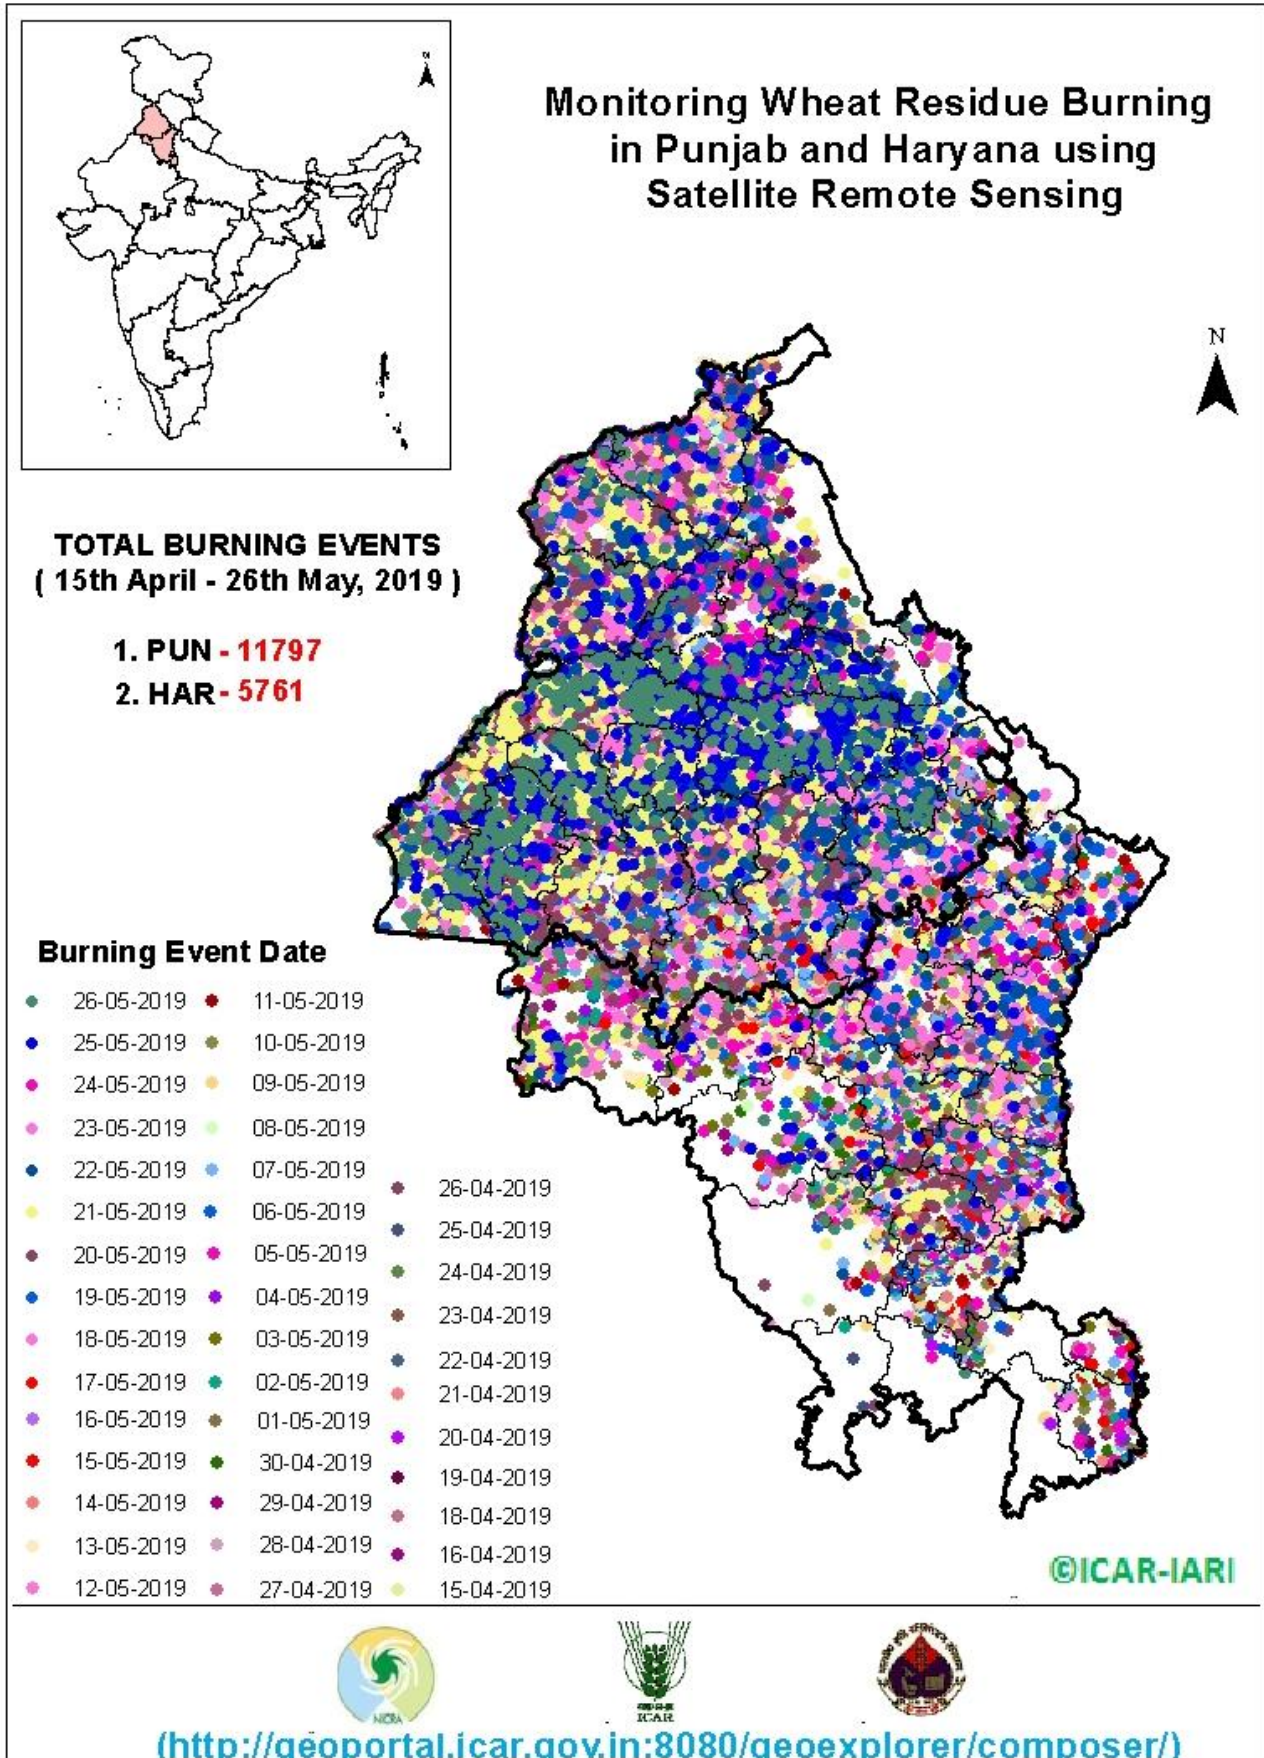 N
Monitoring Wheat Residue Burning
in Punjab and Haryana using
Satellite Remote Sensing
N
TOTAL BURNING EVENTS
( 15th April - 26th May, 2019 )
1. PUN - 11797
2. HAR - 5761
Burning Event Date
26-05-2019
25-05-2019
24-05-2019
23-05-2019
22-05-2019
21-05-2019
20-05-2019
19-05-2019
18-05-2019
17-05-2019
16-05-2019
15-05-2019
14-05-2019
13-05-2019
12-05-2019
11-05-2019
10-05-2019
09-05-2019
08-05-2019
07-05-2019
06-05-2019
05-05-2019
04-05-2019
03-05-2019
02-05-2019
01-05-2019
30-04-2019
29-04-2019
28-04-2019
27-04-2019
26-04-2019
25-04-2019
24-04-2019
23-04-2019
22-04-2019
21-04-2019
20-04-2019
19-04-2019
18-04-2019
16-04-2019
15-04-2019
©ICAR-IARI
NICRA
ICAR
(http://geoportal.icar.gov.in:8080/geoexplorer/composer/)